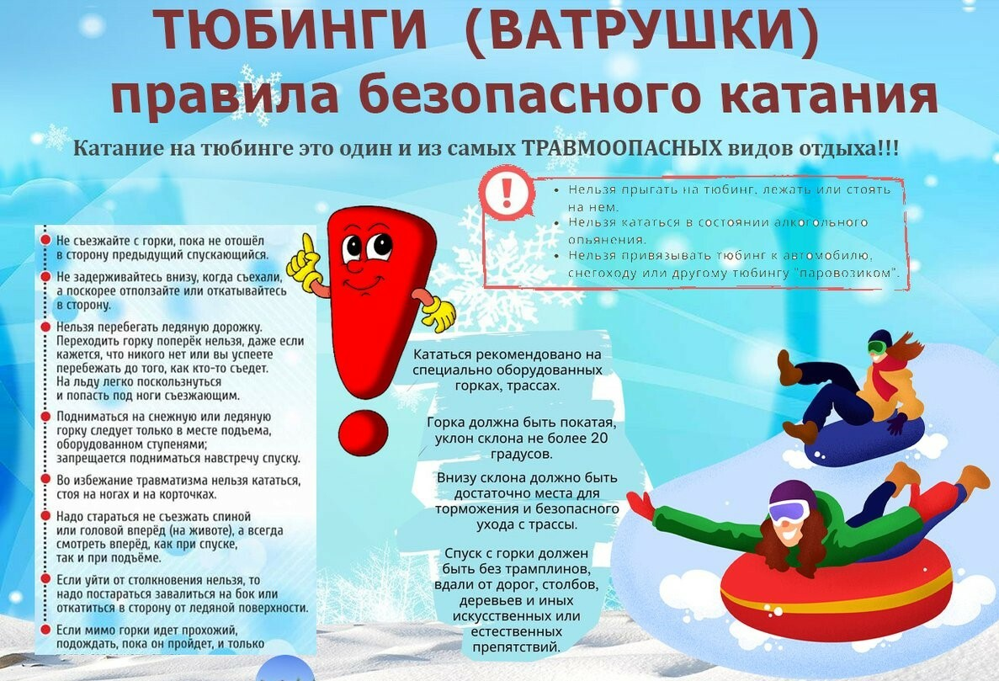 ТЮБИНГИ (ВАТРУШКИ)
правила безопасного катания
Катание на тюбинге это один и из самых ТРАВМООПАСНЫХ видов отдыха!!!
• Нельзя прыгать на тюбинг, лежать или стоять
на нем.
• Нельзя кататься в состоянии алкогольного
опьянения.
• Нельзя привязывать тюбинг к автомобилю,
снегоходу или другому тюбингу "паровозиком".
Не съезжайте с горки, пока не отошёл
в сторону предыдущий спускающийся.
Не задерживайтесь внизу, когда съехали,
а поскорее отползайте или откатывайтесь
в сторону.
Нельзя перебегать ледяную дорожку.
Переходить горку поперёк нельзя, даже если
кажется, что никого нет или вы успеете
перебежать до того, как кто-то съедет.
На льду легко поскользнуться
и попасть под ноги съезжающим.
Подниматься на снежную или ледяную
горку следует только в месте подъема,
оборудованном ступенями;
запрещается подниматься навстречу спуску.
Во избежание травматизма нельзя кататься,
стоя на ногах и на корточках.
Надо стараться не съезжать спиной
или головой вперёд (на животе), а всегда
смотреть вперёд, как при спуске,
так и при подъёме.
Если уйти от столкновения нельзя, то
надо постараться завалиться на бок или
откатиться в сторону от ледяной поверхности.
Если мимо горки идет прохожий,
подождать, пока он пройдет, и только
Кататься рекомендовано на
специально оборудованных
горках, трассах.
Горка должна быть покатая,
уклон склона не более 20
градусов.
Внизу склона должно быть
достаточно места для
торможения и безопасного
ухода с трассы.
Спуск с горки должен
быть без трамплинов,
вдали от дорог, столбов,
деревьев и иных
искусственных или
естественных
препятствий.